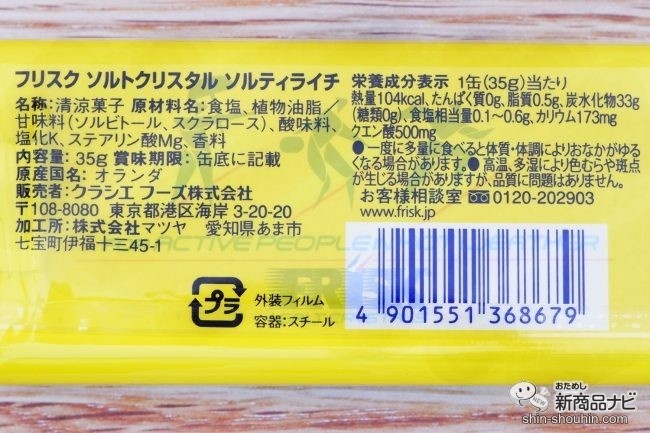 フリスク ソルトクリスタル ソルティライチ
名称:清涼菓子 原材料名:食塩、植物油脂/
甘味料(ソルビトール、スクラロース)、酸味料、
塩化K、ステアリン酸Mg、香料
内容量:35g 賞味期限:缶底に記載
原産国名:オランダ
販売者:クラシエ フーズ株式会社
〒108-8080 東京都港区海岸 3-20-20
加工所:株式会社マツヤ 愛知県あま市
七宝町伊福十三45-1
プラ
外装フィルム
容器:スチール
栄養成分表示 1缶(35g)当たり
熱量104kcal、たんぱく質0g、脂質0.5g、炭水化物33g
(糖類0g)、食塩相当量0.1~0.6g、カリウム173mg
クエン酸500mg
●一度に多量に食べると体質・体調によりおなかがゆる
くなる場合があります。●高温、多湿により色むらや斑点
が生じる場合がありますが、品質に問題はありません。
お客様相談室 0120-202903
www.frisk.jp
4 901551 368679
ACTIVE PEOPLE IN HOT WEATHER
FRISK
おためし
新商品ナビ
shin-shouhin.com